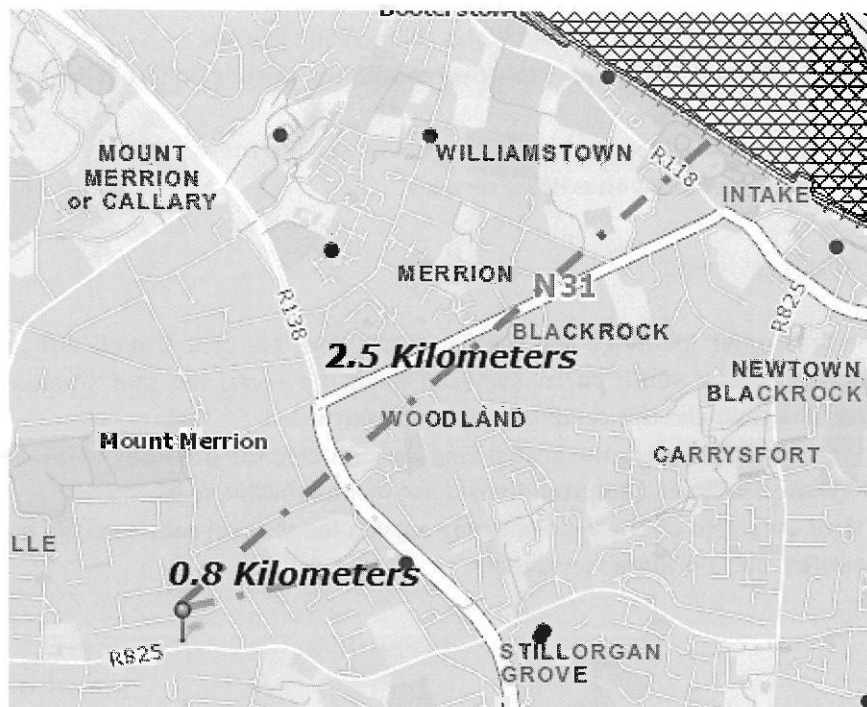 Booterstown
MOUNT
MERRION
or CALLARY
WILLIAMSTOWN
R118
INTAKE
MERRION
N31
R138
R825
BLACKROCK
2.5 Kilometers
NEWTOWN
BLACKROCK
WOODLAND
Mount Merrion
CARRYSFORT
LLE
0.8 Kilometers
R825
STILLORGAN
GROVE